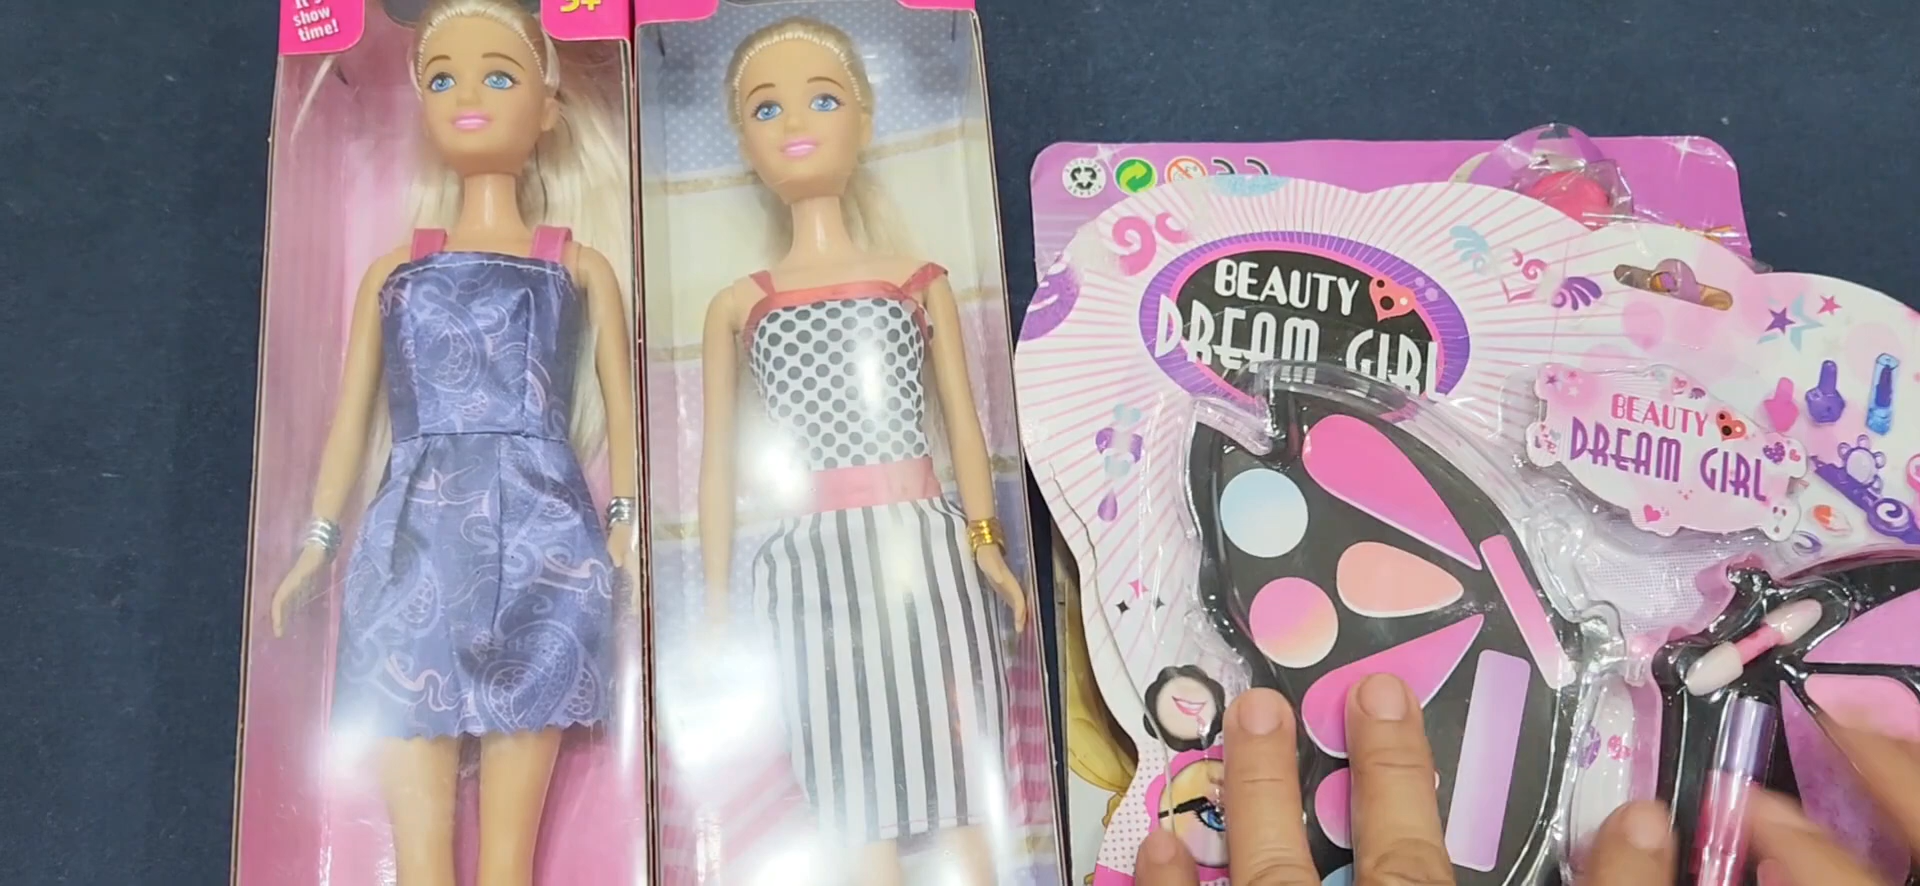 It's
show
time!
3+
BEAUTY
DREAM GIRL
BEAUTY
DREAM GIRL